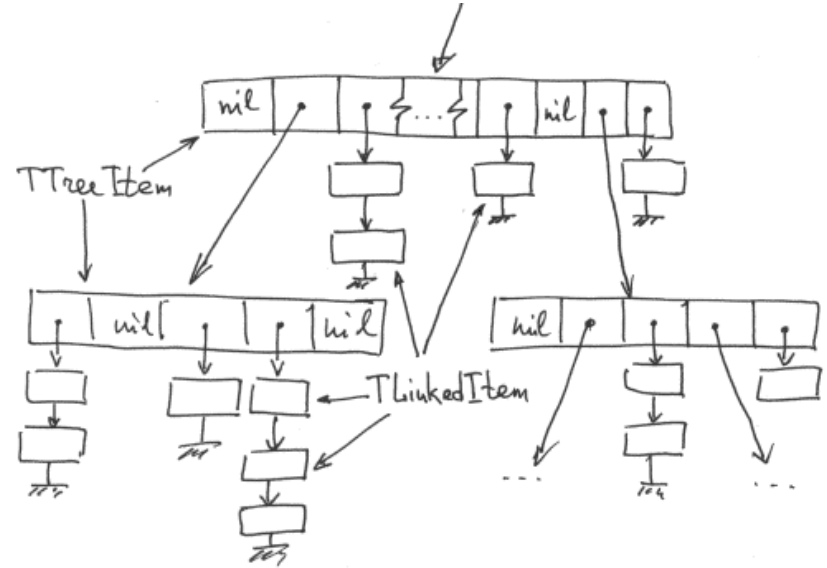 nil ... nil
TTreeItem
nil nil nil
TLinkedItem
... ...